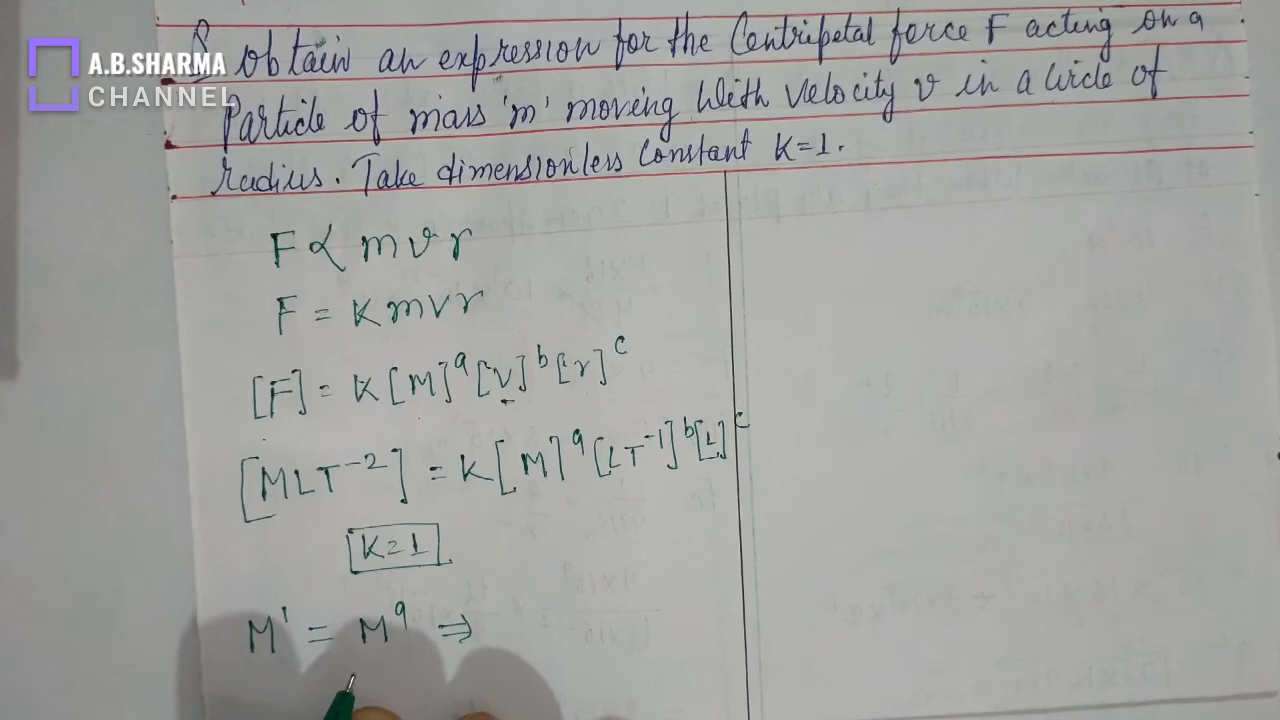 A.B.SHARMA
CHANNEL
Q obtain an expression for the Centripetal force F acting on a
Particle of mass 'm' moving With velocity v in a circle of
radius. Take dimensionless Constant K=1.
F ∝ m v r
F = K m v r
[F] = K [M]^a [V]^b [r]^c
[MLT^-2] = K [M]^a [LT^-1]^b [L]^c
K=1
M^1 = M^a ⇒